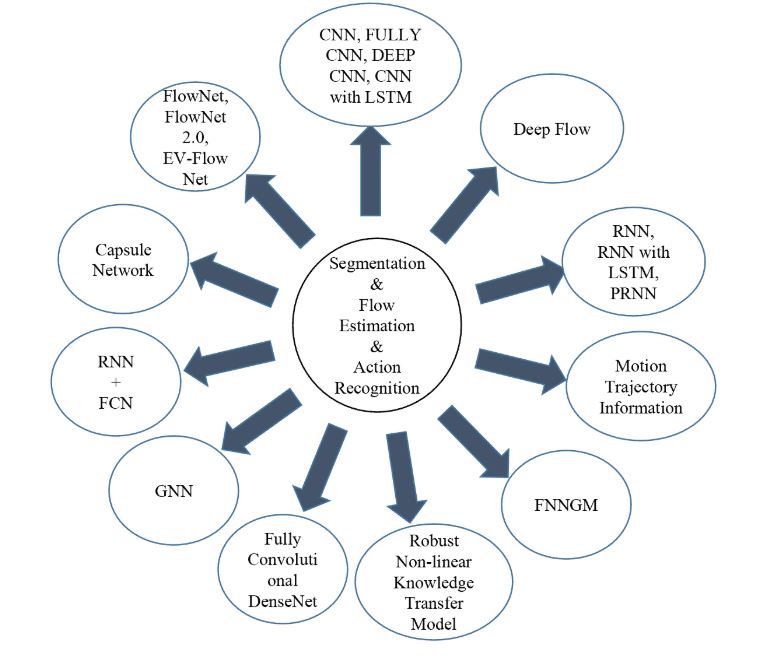 CNN, FULLY
CNN, DEEP
CNN, CNN
with LSTM
Deep Flow
RNN,
RNN with
LSTM,
PRNN
Motion
Trajectory
Information
FNNGM
Robust
Non-linear
Knowledge
Transfer
Model
Fully
Convoluti
onal
DenseNet
GNN
RNN
+
FCN
Capsule
Network
FlowNet,
FlowNet
2.0,
EV-Flow
Net
Segmentation
&
Flow
Estimation
&
Action
Recognition